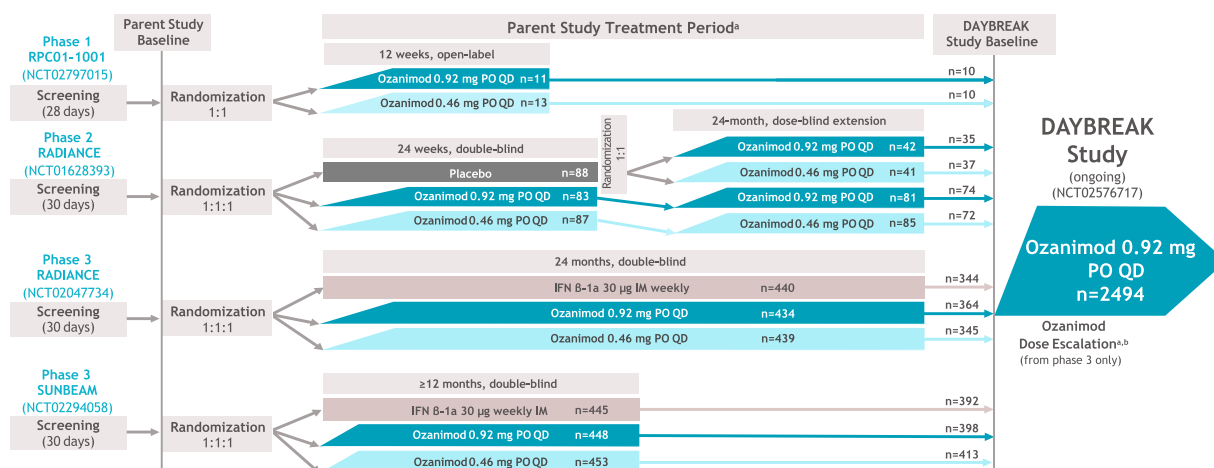 Parent Study
Baseline
Parent Study Treatment Periodᵃ
DAYBREAK
Study Baseline
Phase 1
RPC01-1001
(NCT02797015)
Screening
(28 days)
Randomization
1:1
12 weeks, open-label
Ozanimod 0.92 mg PO QD n=11
n=10
Ozanimod 0.46 mg PO QD n=13
n=10
Phase 2
RADIANCE
(NCT01628393)
Screening
(30 days)
Randomization
1:1:1
24 weeks, double-blind
Placebo n=88
Ozanimod 0.92 mg PO QD n=83
Ozanimod 0.46 mg PO QD n=87
Randomization
1:1
24-month, dose-blind extension
Ozanimod 0.92 mg PO QD n=42
n=35
Ozanimod 0.46 mg PO QD n=41
n=37
Ozanimod 0.92 mg PO QD n=81
n=74
Ozanimod 0.46 mg PO QD n=85
n=72
Phase 3
RADIANCE
(NCT02047734)
Screening
(30 days)
Randomization
1:1:1
24 months, double-blind
IFN ß-1a 30 µg IM weekly n=440
n=344
Ozanimod 0.92 mg PO QD n=434
n=364
Ozanimod 0.46 mg PO QD n=439
n=345
Phase 3
SUNBEAM
(NCT02294058)
Screening
(30 days)
Randomization
1:1:1
≥12 months, double-blind
IFN ß-1a 30 µg weekly IM n=445
n=392
Ozanimod 0.92 mg PO QD n=448
n=398
Ozanimod 0.46 mg PO QD n=453
n=413
DAYBREAK
Study
(ongoing)
(NCT02576717)
Ozanimod 0.92 mg
PO QD
n=2494
Ozanimod
Dose Escalationᵃ,ᵇ
(from phase 3 only)